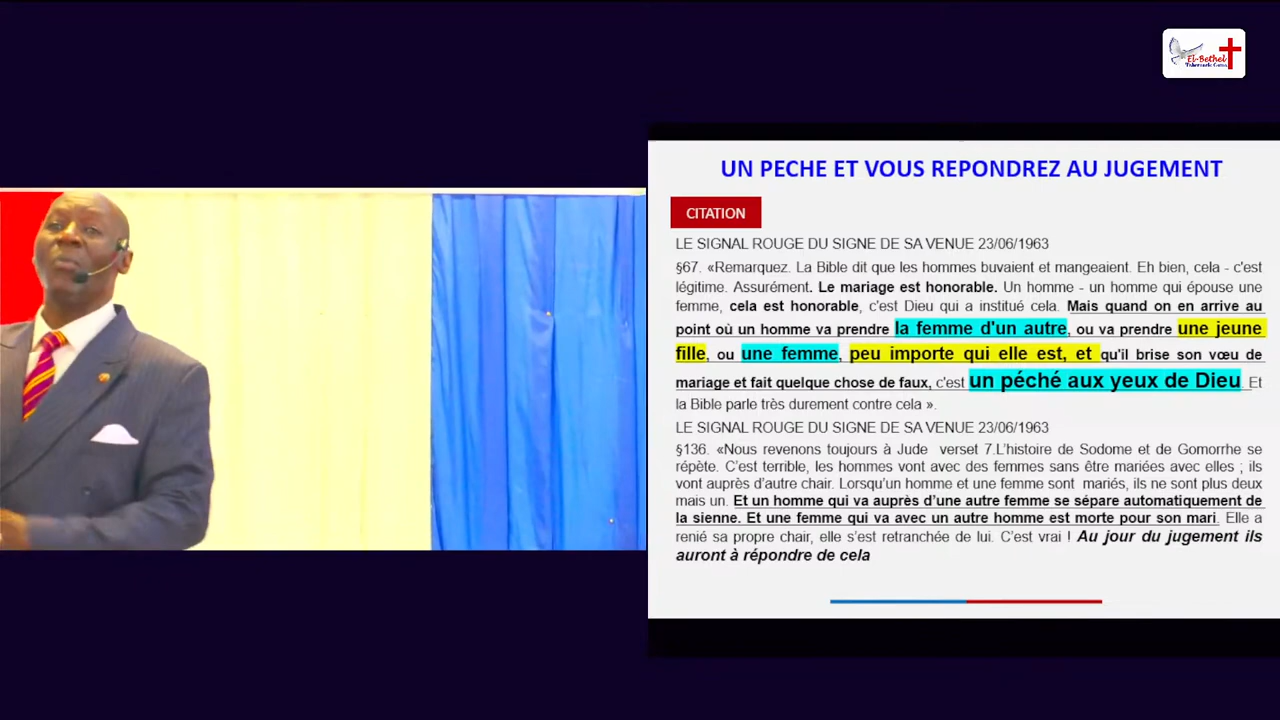 El-Bethel
UN PECHE ET VOUS REPONDREZ AU JUGEMENT
CITATION
LE SIGNAL ROUGE DU SIGNE DE SA VENUE 23/06/1963
§67. «Remarquez. La Bible dit que les hommes buvaient et mangeaient. Eh bien, cela - c'est
légitime. Assurément. Le mariage est honorable. Un homme - un homme qui épouse une
femme, cela est honorable, c'est Dieu qui a institué cela. Mais quand on en arrive au
point où un homme va prendre la femme d'un autre, ou va prendre une jeune
fille, ou une femme, peu importe qui elle est, et qu'il brise son vœu de
mariage et fait quelque chose de faux, c'est un péché aux yeux de Dieu. Et
la Bible parle très durement contre cela ».
LE SIGNAL ROUGE DU SIGNE DE SA VENUE 23/06/1963
§136. «Nous revenons toujours à Jude verset 7.L'histoire de Sodome et de Gomorrhe se
répète. C'est terrible, les hommes vont avec des femmes sans être mariées avec elles ; ils
vont auprès d'autre chair. Lorsqu'un homme et une femme sont mariés, ils ne sont plus deux
mais un. Et un homme qui va auprès d'une autre femme se sépare automatiquement de
la sienne. Et une femme qui va avec un autre homme est morte pour son mari. Elle a
renié sa propre chair, elle s'est retranchée de lui. C'est vrai ! Au jour du jugement ils
auront à répondre de cela